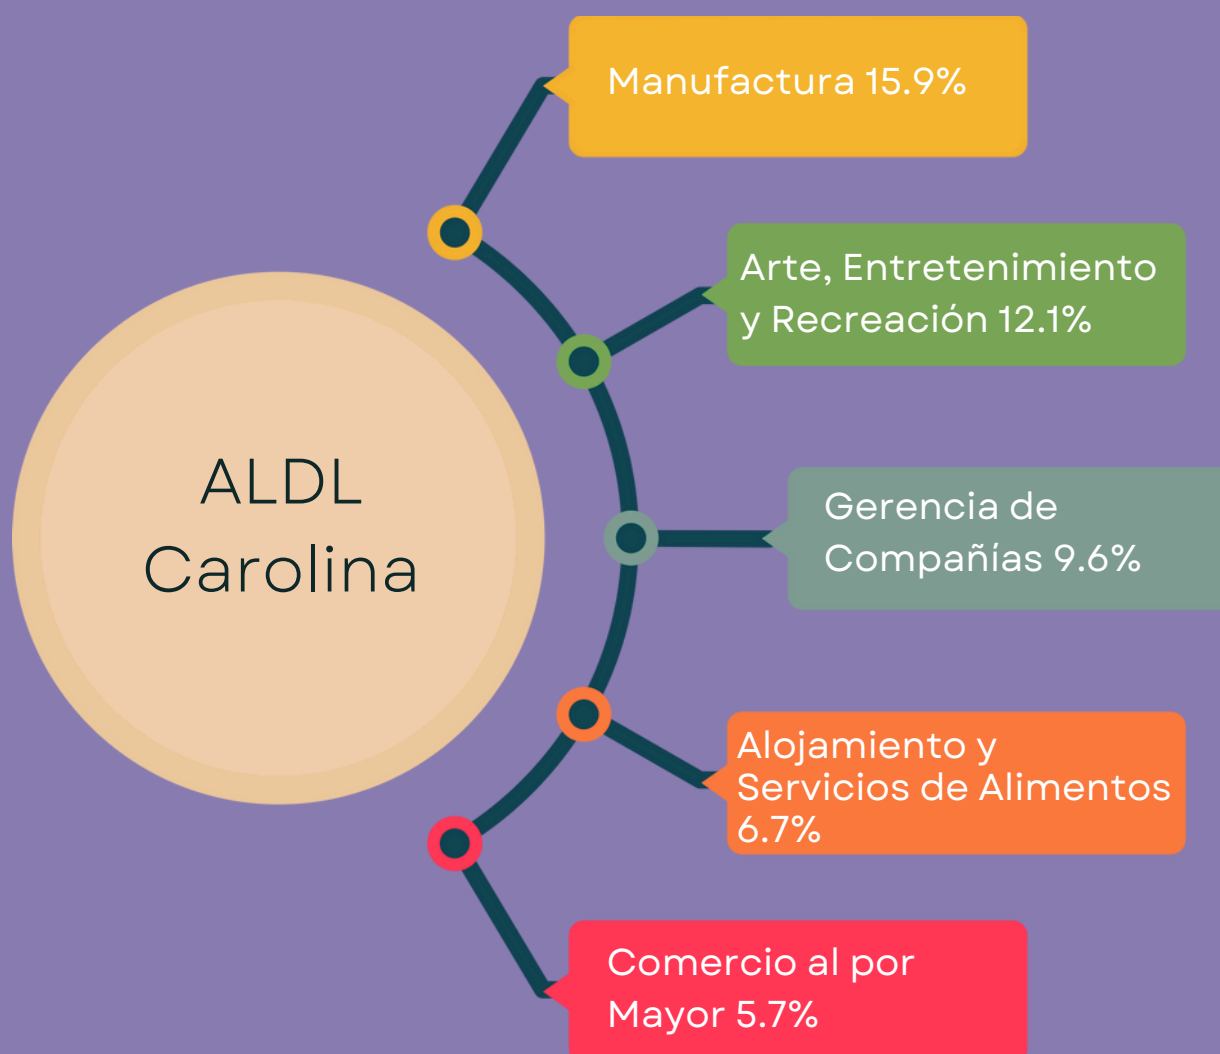 Manufactura 15.9%
Arte, Entretenimiento
y Recreación 12.1%
ALDL
Carolina
Gerencia de
Compañías 9.6%
Alojamiento y
Servicios de Alimentos
6.7%
Comercio al por
Mayor 5.7%